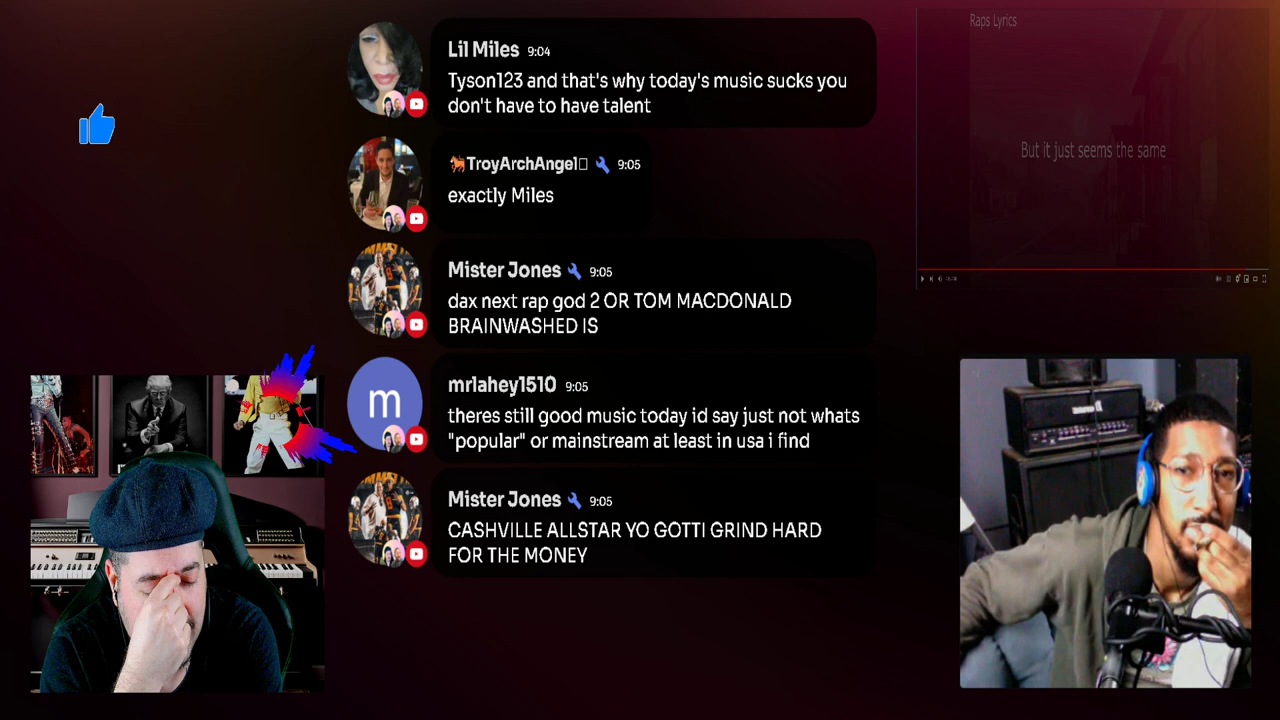 Lil Miles 9:04
Tyson123 and that's why today's music sucks you
don't have to have talent
TroyArchAngel 9:05
exactly Miles
Mister Jones 9:05
dax next rap god 2 OR TOM MACDONALD
BRAINWASHED IS
m
mrlahey1510 9:05
theres still good music today id say just not whats
"popular" or mainstream at least in usa i find
Mister Jones 9:05
CASHVILLE ALLSTAR YO GOTTI GRIND HARD
FOR THE MONEY
Raps Lyrics
But it just seems the same